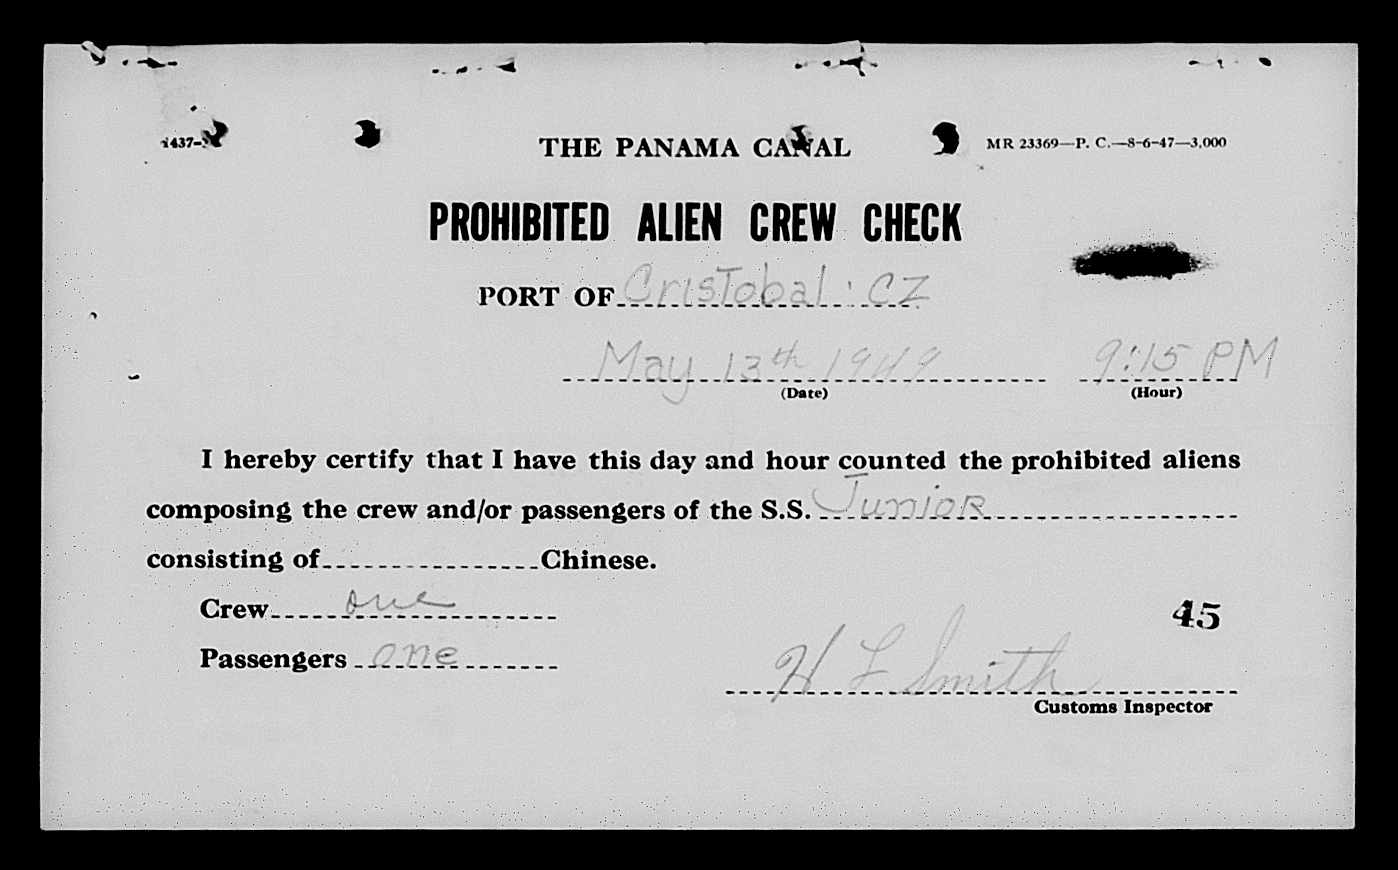 1437-
THE PANAMA CANAL
MR 23369—P. C.—8-6-47—3,000
PROHIBITED ALIEN CREW CHECK
PORT OF Cristobal · CZ
May 13th 1949 9:15 PM
(Date) (Hour)
I hereby certify that I have this day and hour counted the prohibited aliens
composing the crew and/or passengers of the S.S. Junior
consisting of Chinese.
Crew one
45
Passengers one
H L Smith
Customs Inspector